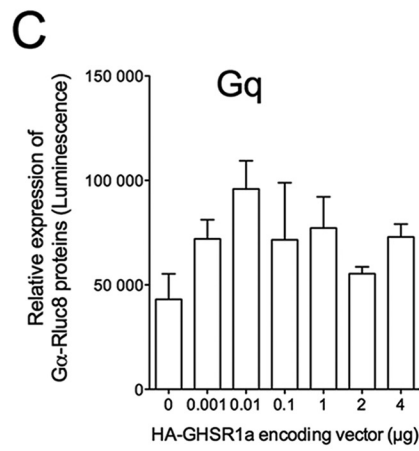 C
Gq
Relative expression of
Gα-Rluc8 proteins (Luminescence)
150 000
100 000
50 000
0
0 0.001 0.01 0.1 1 2 4
HA-GHSR1a encoding vector (µg)